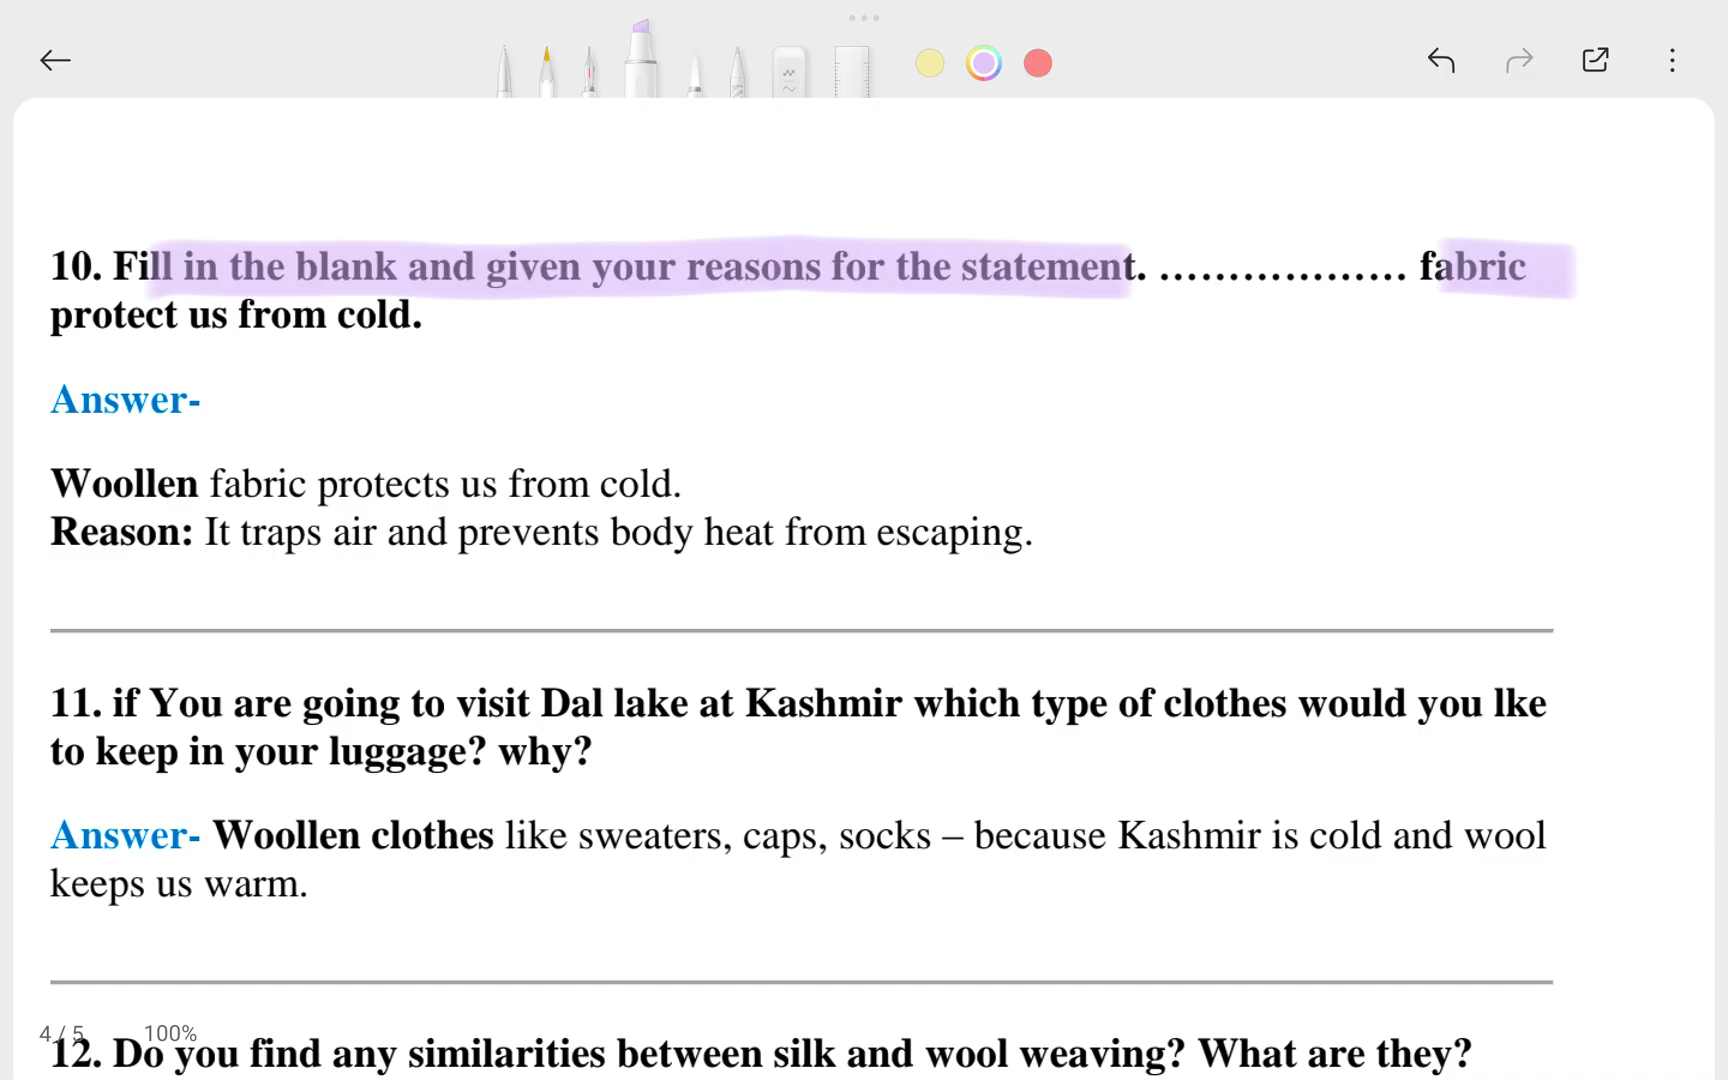 10. Fill in the blank and given your reasons for the statement. .................. fabric
protect us from cold.
Answer-
Woollen fabric protects us from cold.
Reason: It traps air and prevents body heat from escaping.
11. if You are going to visit Dal lake at Kashmir which type of clothes would you lke
to keep in your luggage? why?
Answer- Woollen clothes like sweaters, caps, socks – because Kashmir is cold and wool
keeps us warm.
4 / 5 100%
12. Do you find any similarities between silk and wool weaving? What are they?